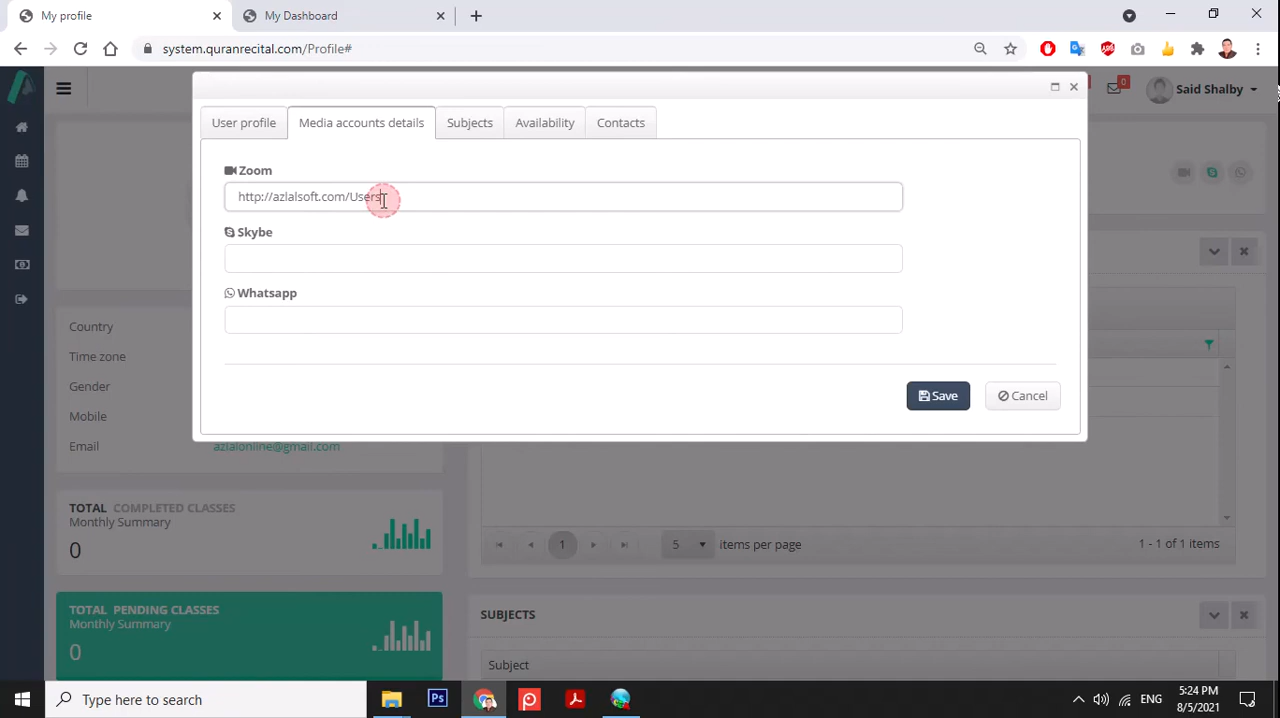 My profile
My Dashboard
system.quranrecital.com/Profile#
0
Said Shalby
User profile
Media accounts details
Subjects
Availability
Contacts
Zoom
http://azlalsoft.com/Users
Skybe
Whatsapp
Save
Cancel
Country
Time zone
Gender
Mobile
Email
azlalonline@gmail.com
TOTAL COMPLETED CLASSES
Monthly Summary
0
TOTAL PENDING CLASSES
Monthly Summary
0
1
5
items per page
1 - 1 of 1 items
SUBJECTS
Subject
Type here to search
Ps
ENG
5:24 PM
8/5/2021